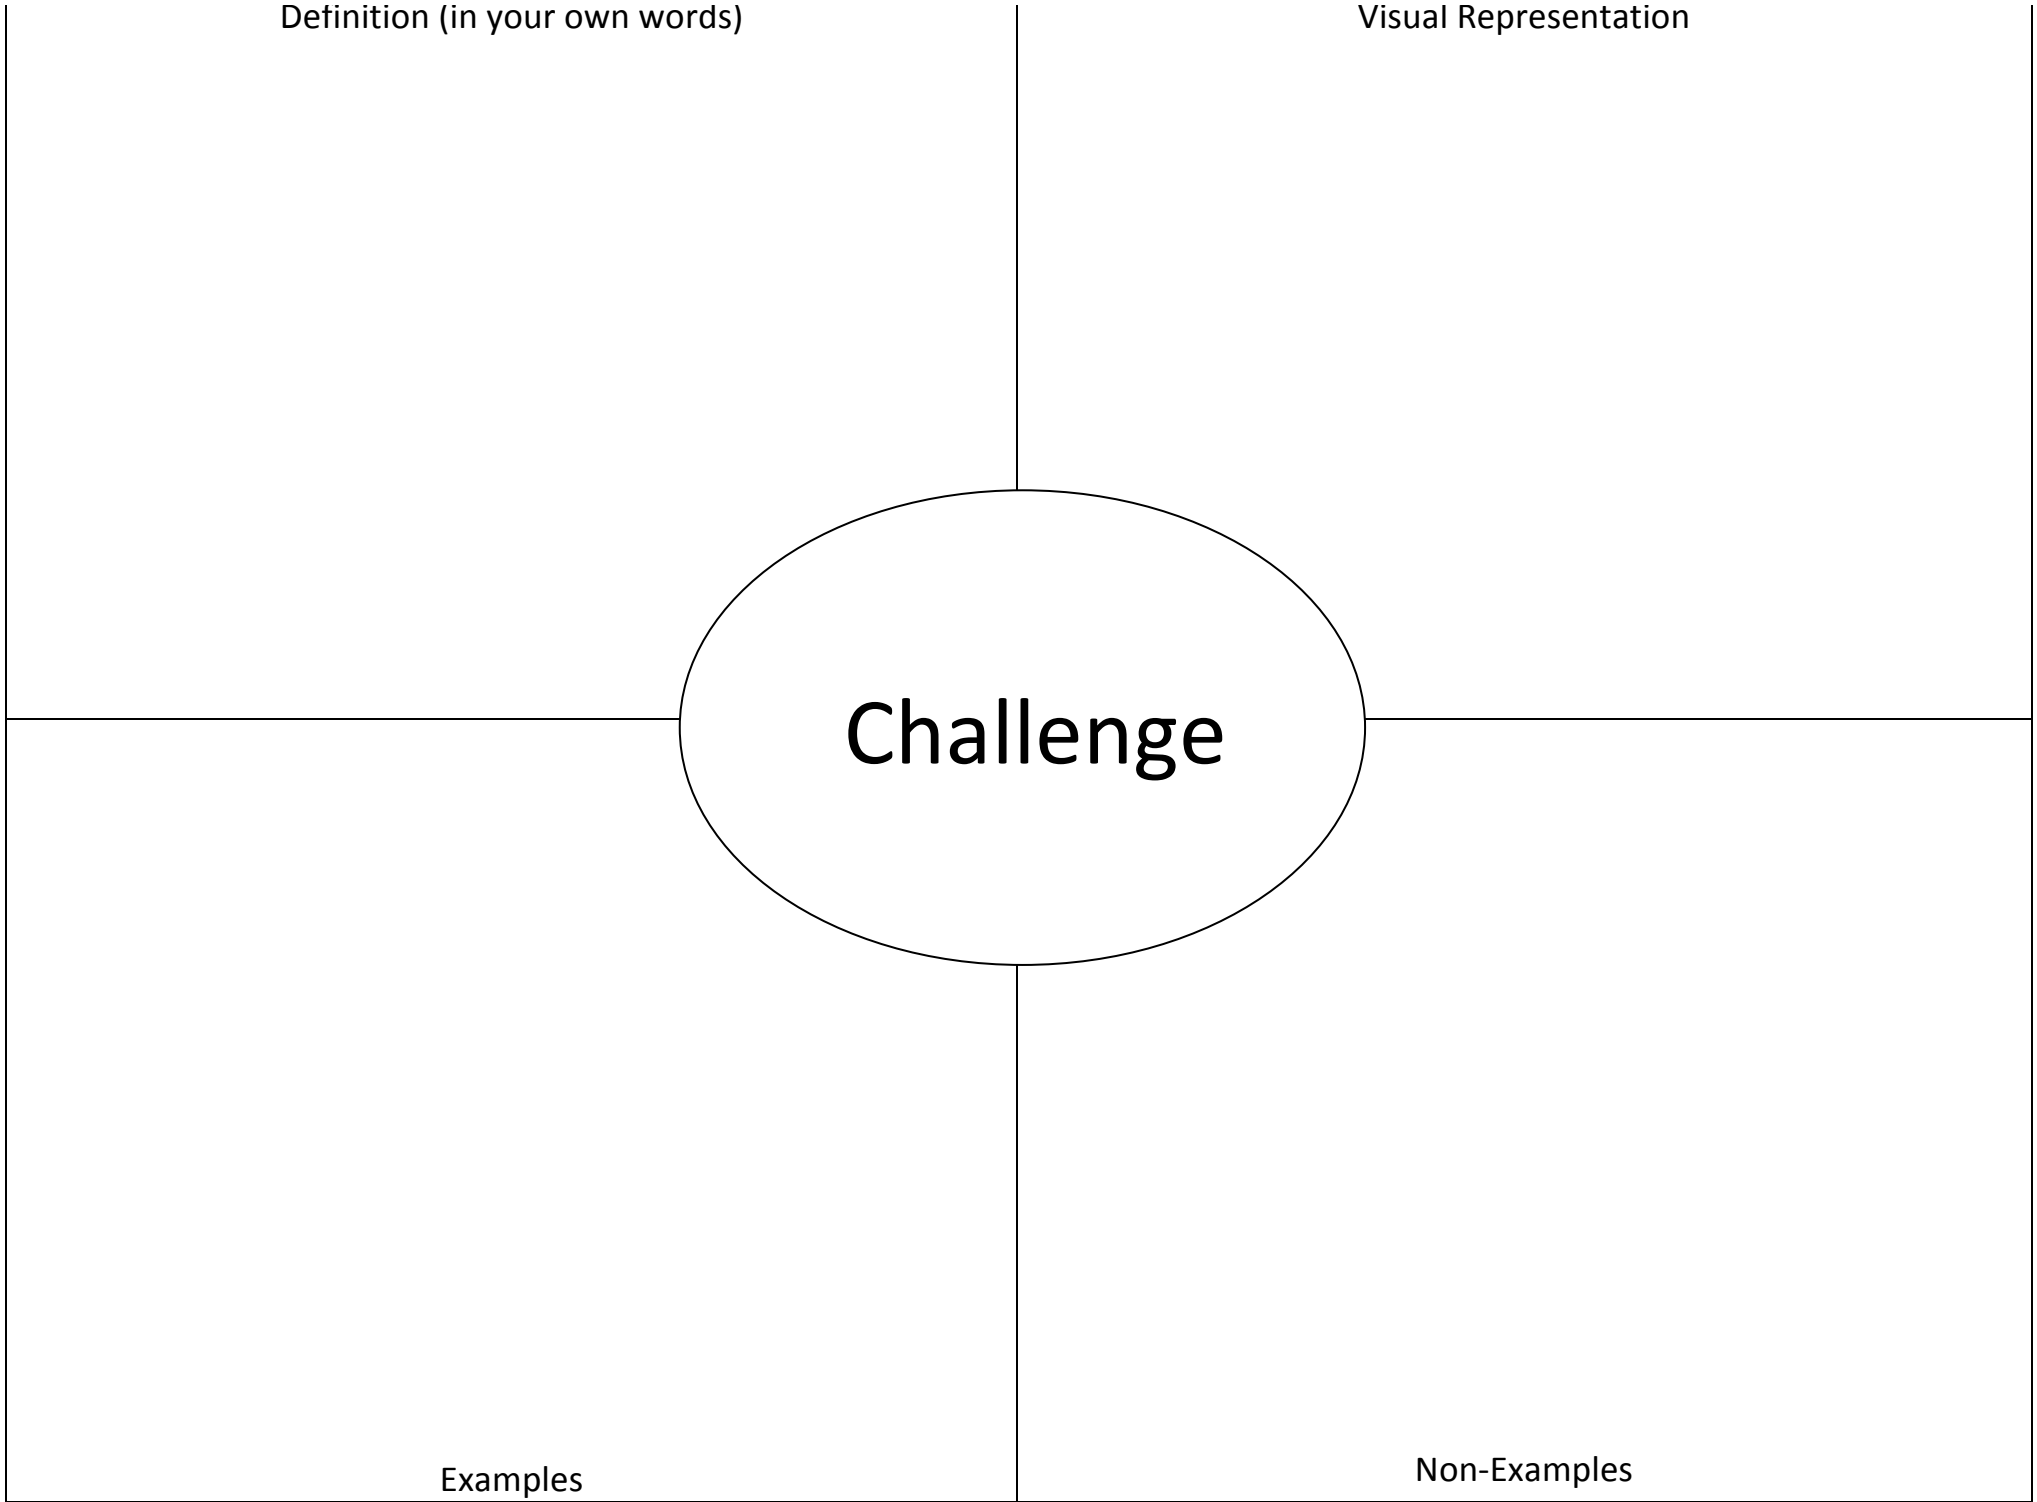 Definition (in your own words)
Visual Representation
Challenge
Examples
Non-Examples